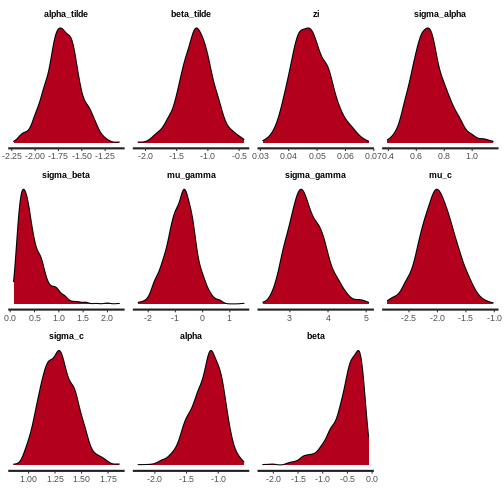 alpha_tilde beta_tilde zi sigma_alpha
-2.25 -2.00 -1.75 -1.50 -1.25 -2.0 -1.5 -1.0 -0.5 0.03 0.04 0.05 0.06 0.07 0.4 0.6 0.8 1.0
sigma_beta mu_gamma sigma_gamma mu_c
0.0 0.5 1.0 1.5 2.0 -2 -1 0 1 3 4 5 -2.5 -2.0 -1.5 -1.0
sigma_c alpha beta
1.00 1.25 1.50 1.75 -2.0 -1.5 -1.0 -2.0 -1.5 -1.0 -0.5 0.0